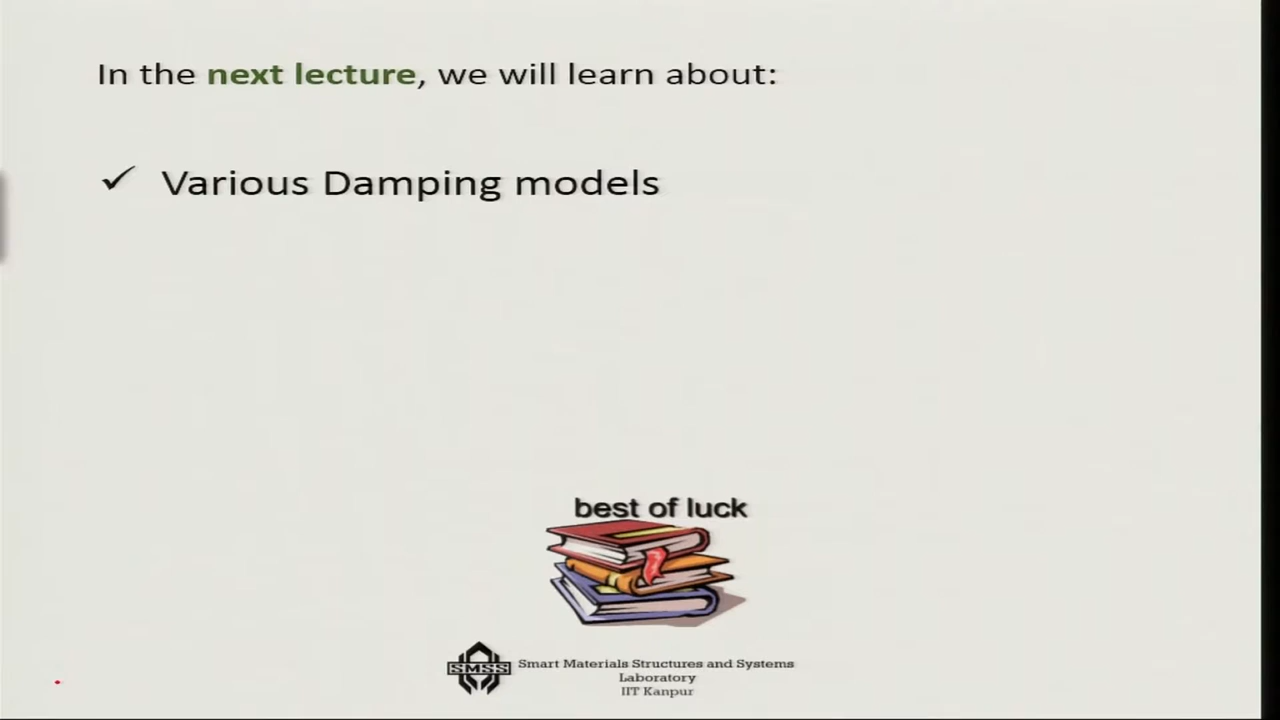 In the next lecture, we will learn about:
✓ Various Damping models
best of luck
SMSS
Smart Materials Structures and Systems
Laboratory
IIT Kanpur